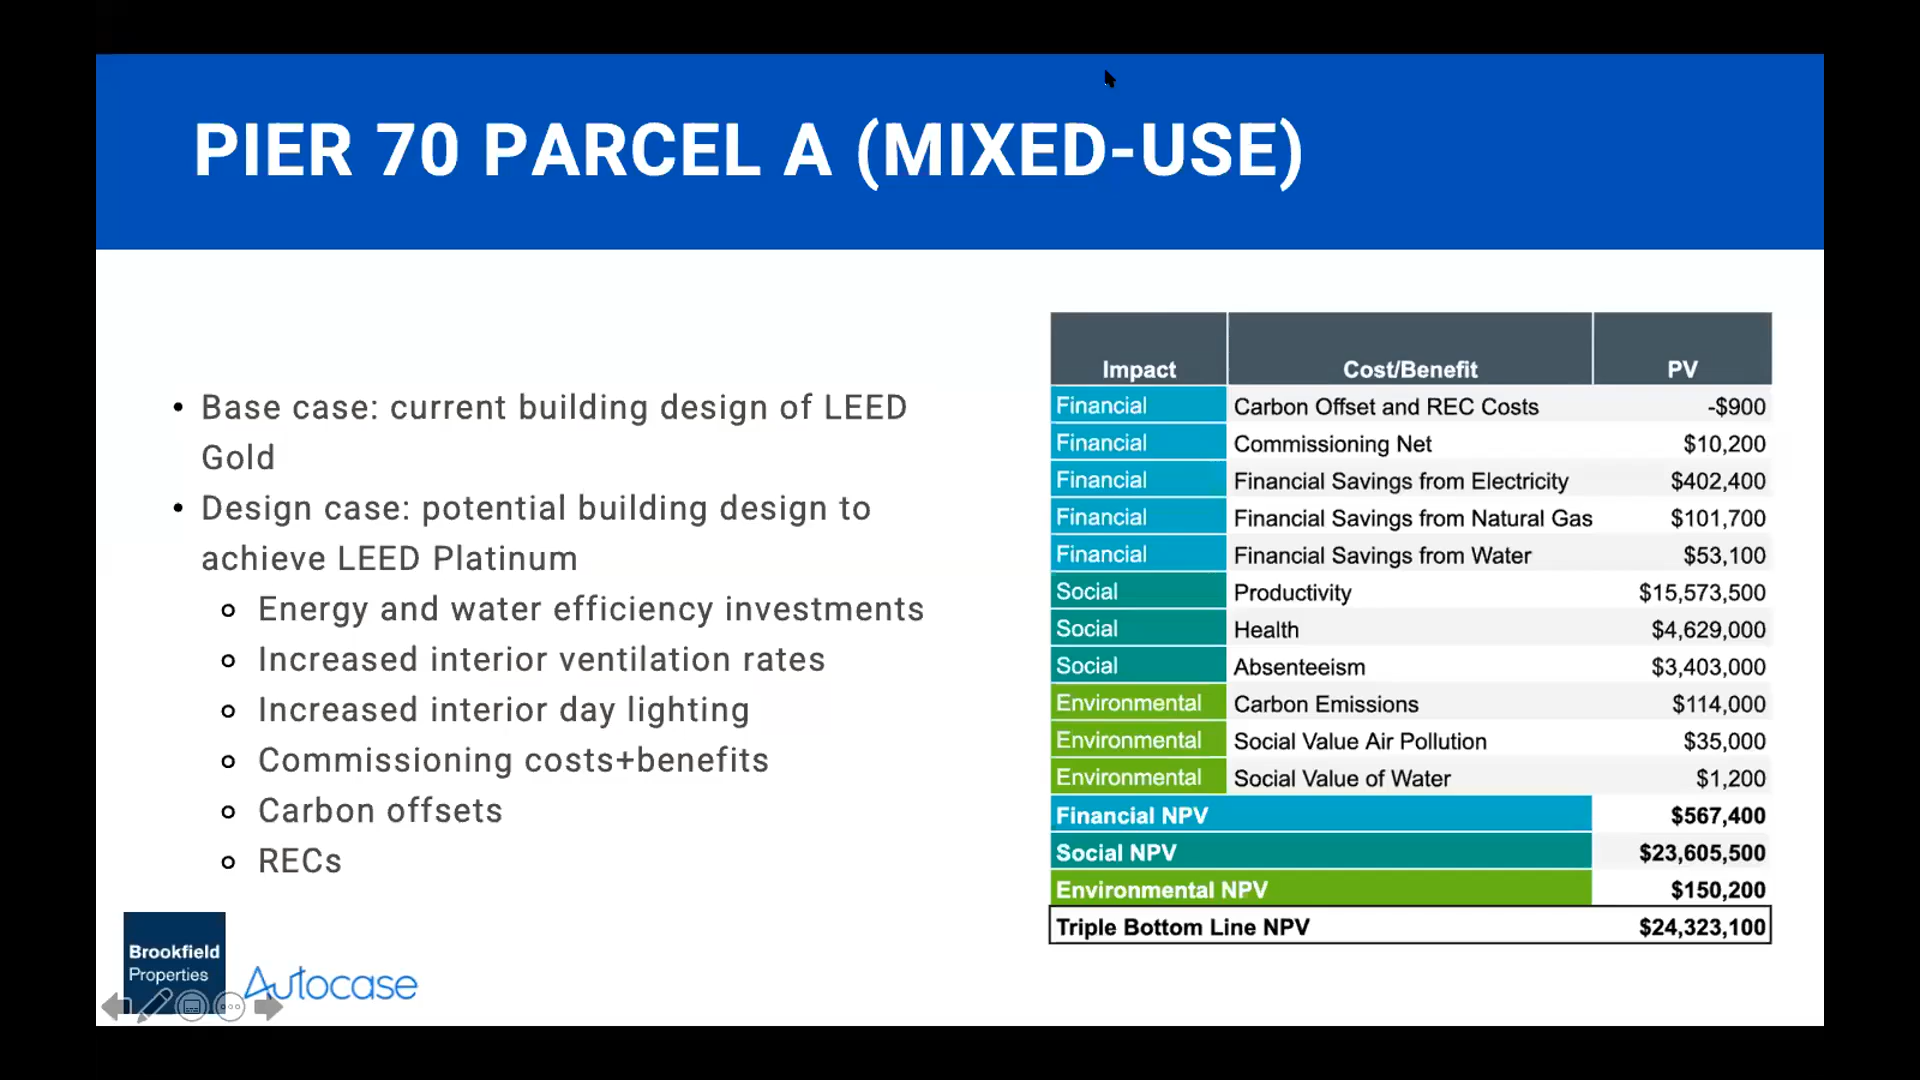 PIER 70 PARCEL A (MIXED-USE)
• Base case: current building design of LEED
Gold
• Design case: potential building design to
achieve LEED Platinum
Energy and water efficiency investments
Increased interior ventilation rates
Increased interior day lighting
Commissioning costs+benefits
Carbon offsets
RECs
Impact Cost/Benefit PV
Financial Carbon Offset and REC Costs -$900
Financial Commissioning Net $10,200
Financial Financial Savings from Electricity $402,400
Financial Financial Savings from Natural Gas $101,700
Financial Financial Savings from Water $53,100
Social Productivity $15,573,500
Social Health $4,629,000
Social Absenteeism $3,403,000
Environmental Carbon Emissions $114,000
Environmental Social Value Air Pollution $35,000
Environmental Social Value of Water $1,200
Financial NPV $567,400
Social NPV $23,605,500
Environmental NPV $150,200
Triple Bottom Line NPV $24,323,100
Brookfield
Properties
Autocase